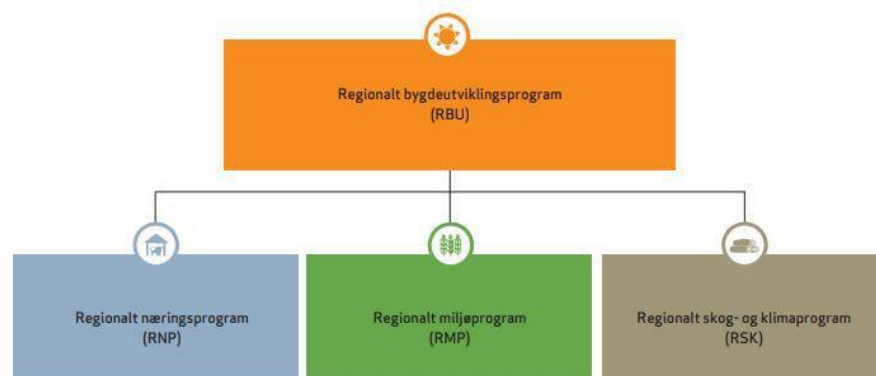 Regionalt bygdeutviklingsprogram
(RBU)
Regionalt næringsprogram
(RNP)
Regionalt miljøprogram
(RMP)
Regionalt skog- og klimaprogram
(RSK)